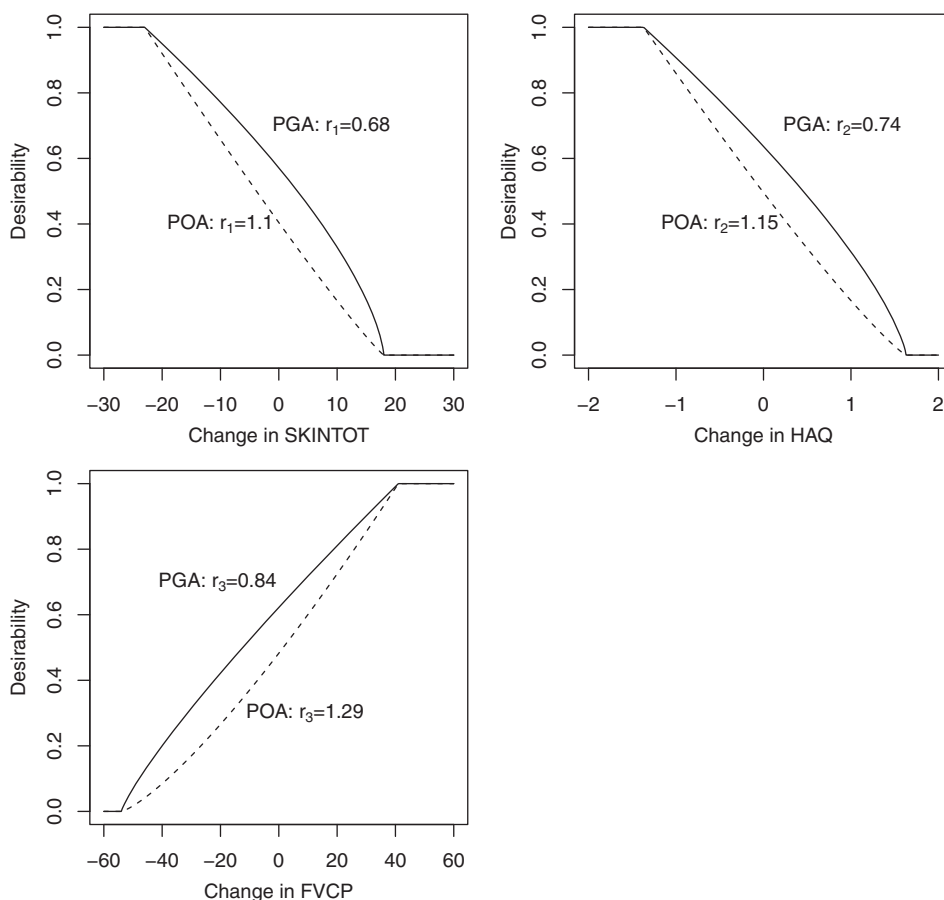 1.0
0.8
0.6
0.4
0.2
0.0
Desirability
PGA: r₁=0.68
POA: r₁=1.1
−30 −20 −10 0 10 20 30
Change in SKINTOT
1.0
0.8
0.6
0.4
0.2
0.0
Desirability
PGA: r₂=0.74
POA: r₂=1.15
−2 −1 0 1 2
Change in HAQ
1.0
0.8
0.6
0.4
0.2
0.0
Desirability
PGA: r₃=0.84
POA: r₃=1.29
−60 −40 −20 0 20 40 60
Change in FVCP